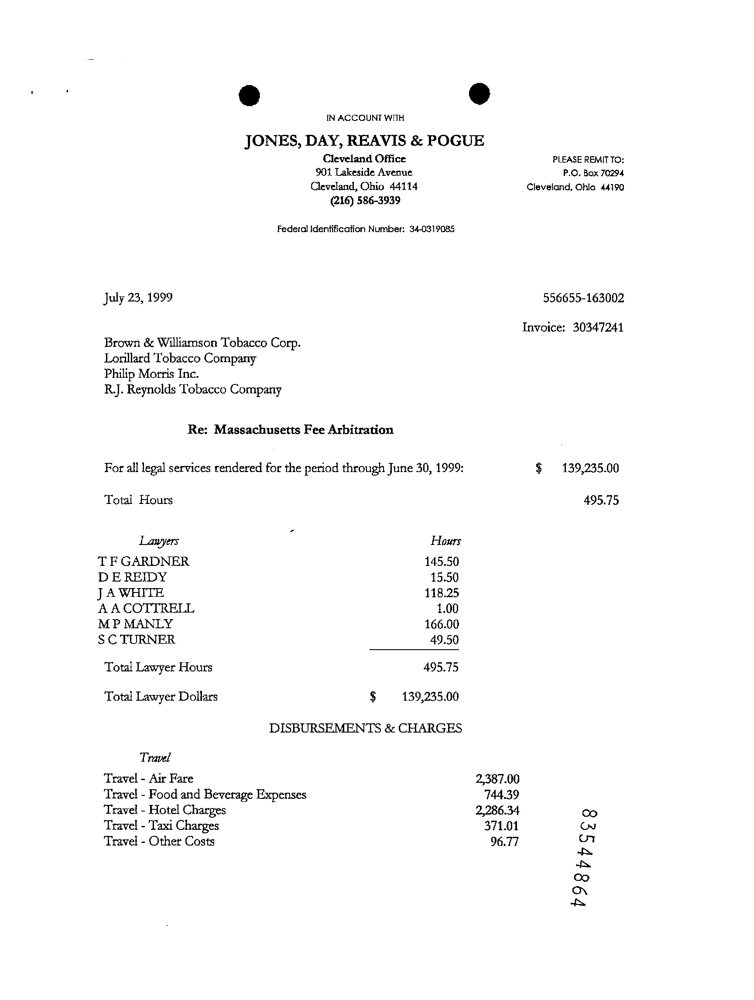 IN ACCOUNT WITH
JONES, DAY, REAVIS & POGUE
Cleveland Office
901 Lakeside Avenue
Cleveland, Ohio 44114
(216) 586-3939
PLEASE REMIT TO:
P.O. Box 70294
Cleveland, Ohio 44190
Federal Identification Number: 34-0319085
July 23, 1999 556655-163002
Invoice: 30347241
Brown & Williamson Tobacco Corp.
Lorillard Tobacco Company
Philip Morris Inc.
R.J. Reynolds Tobacco Company
Re: Massachusetts Fee Arbitration
For all legal services rendered for the period through June 30, 1999: $ 139,235.00
Total Hours 495.75
Lawyers Hours
T F GARDNER 145.50
D E REIDY 15.50
J A WHITE 118.25
A A COTTRELL 1.00
M P MANLY 166.00
S C TURNER 49.50
Total Lawyer Hours 495.75
Total Lawyer Dollars $ 139,235.00
DISBURSEMENTS & CHARGES
Travel
Travel - Air Fare 2,387.00
Travel - Food and Beverage Expenses 744.39
Travel - Hotel Charges 2,286.34
Travel - Taxi Charges 371.01
Travel - Other Costs 96.77
83544864